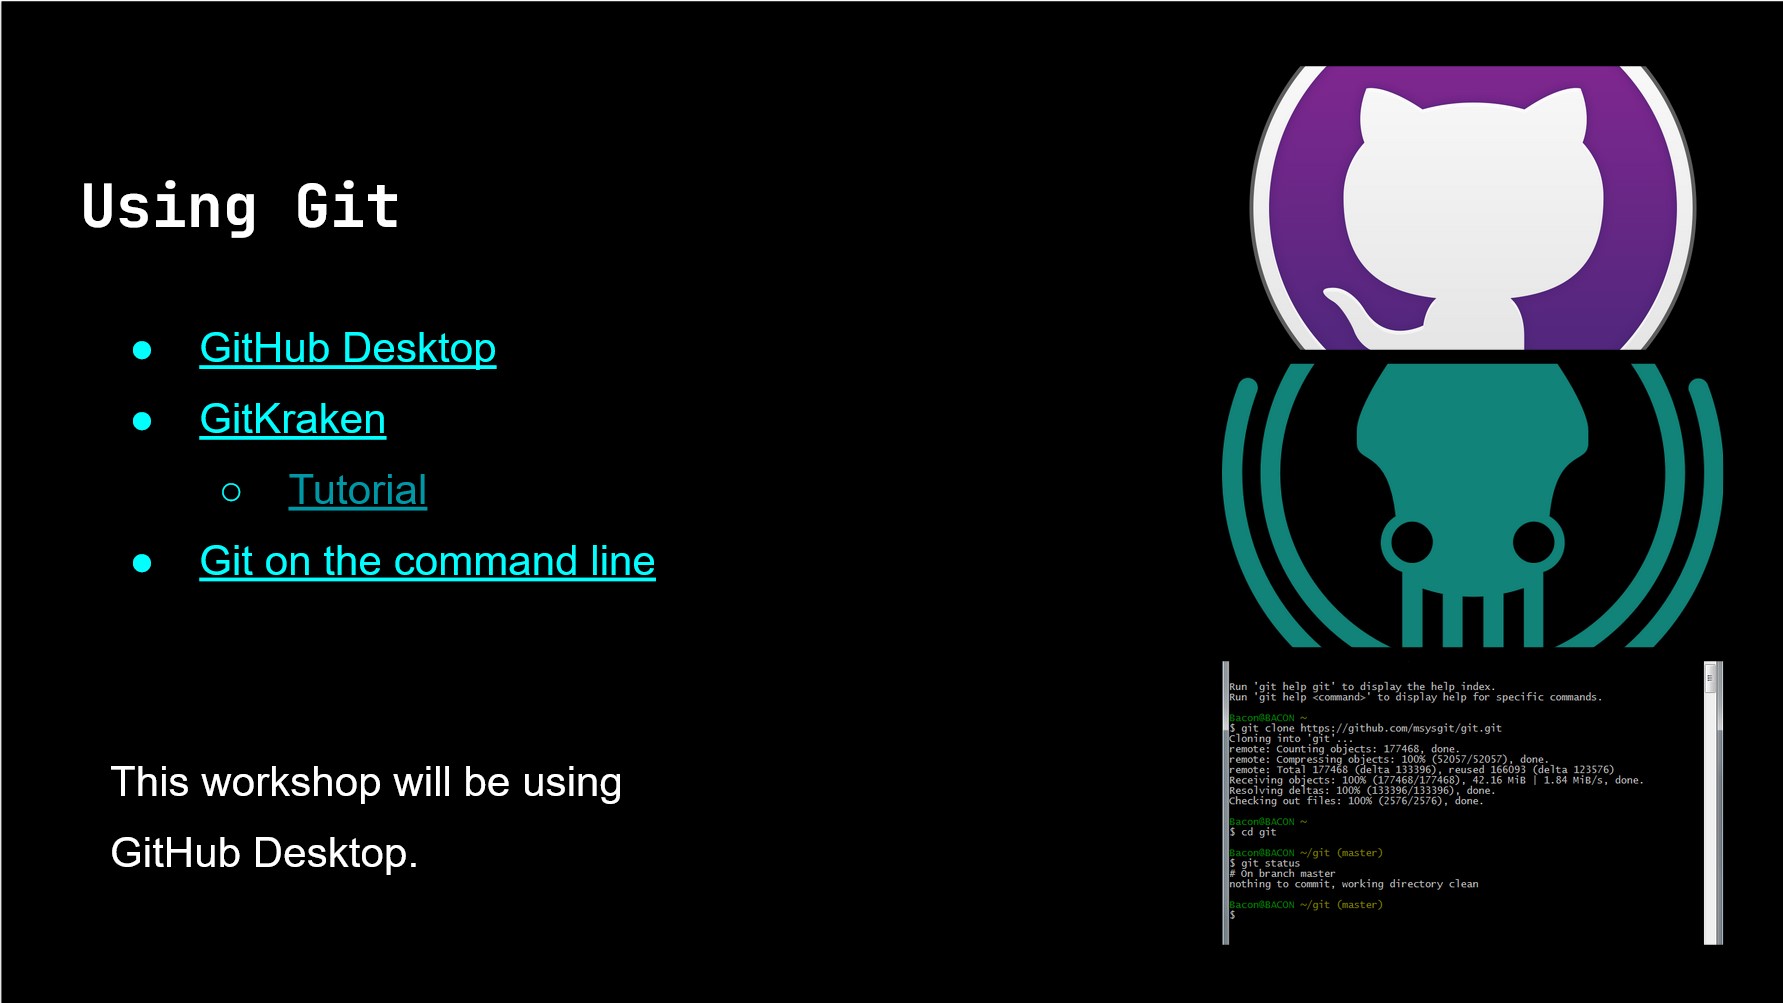 Using Git
GitHub Desktop
GitKraken
Tutorial
Git on the command line
This workshop will be using
GitHub Desktop.
Run 'git help git' to display the help index.
Run 'git help <command>' to display help for specific commands.
Bacon@BACON ~
$ git clone https://github.com/msysgit/git.git
Cloning into 'git'...
remote: Counting objects: 177468, done.
remote: Compressing objects: 100% (52057/52057), done.
remote: Total 177468 (delta 133396), reused 166093 (delta 123576)
Receiving objects: 100% (177468/177468), 42.16 MiB | 1.84 MiB/s, done.
Resolving deltas: 100% (133396/133396), done.
Checking out files: 100% (2576/2576), done.
Bacon@BACON ~
$ cd git
Bacon@BACON ~/git (master)
$ git status
# On branch master
nothing to commit, working directory clean
Bacon@BACON ~/git (master)
$